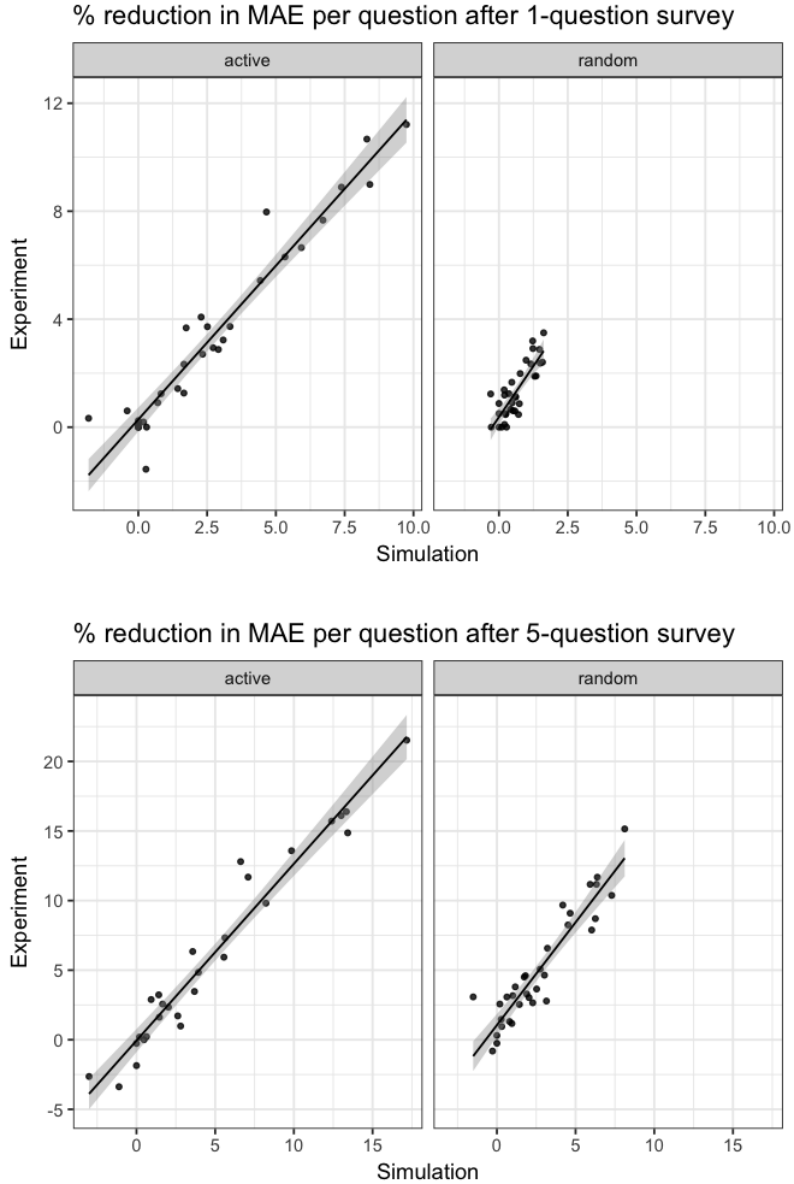 % reduction in MAE per question after 1-question survey
active random
12
8
4
0
Experiment
0.0 2.5 5.0 7.5 10.0 0.0 2.5 5.0 7.5 10.0
Simulation
% reduction in MAE per question after 5-question survey
active random
20
15
10
5
0
-5
Experiment
0 5 10 15 0 5 10 15
Simulation